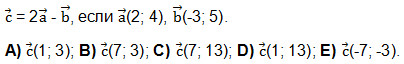 c⃗ = 2a⃗ - b⃗, если a⃗(2; 4), b⃗(-3; 5).
A) c⃗(1; 3); B) c⃗(7; 3); C) c⃗(7; 13); D) c⃗(1; 13); E) c⃗(-7; -3).